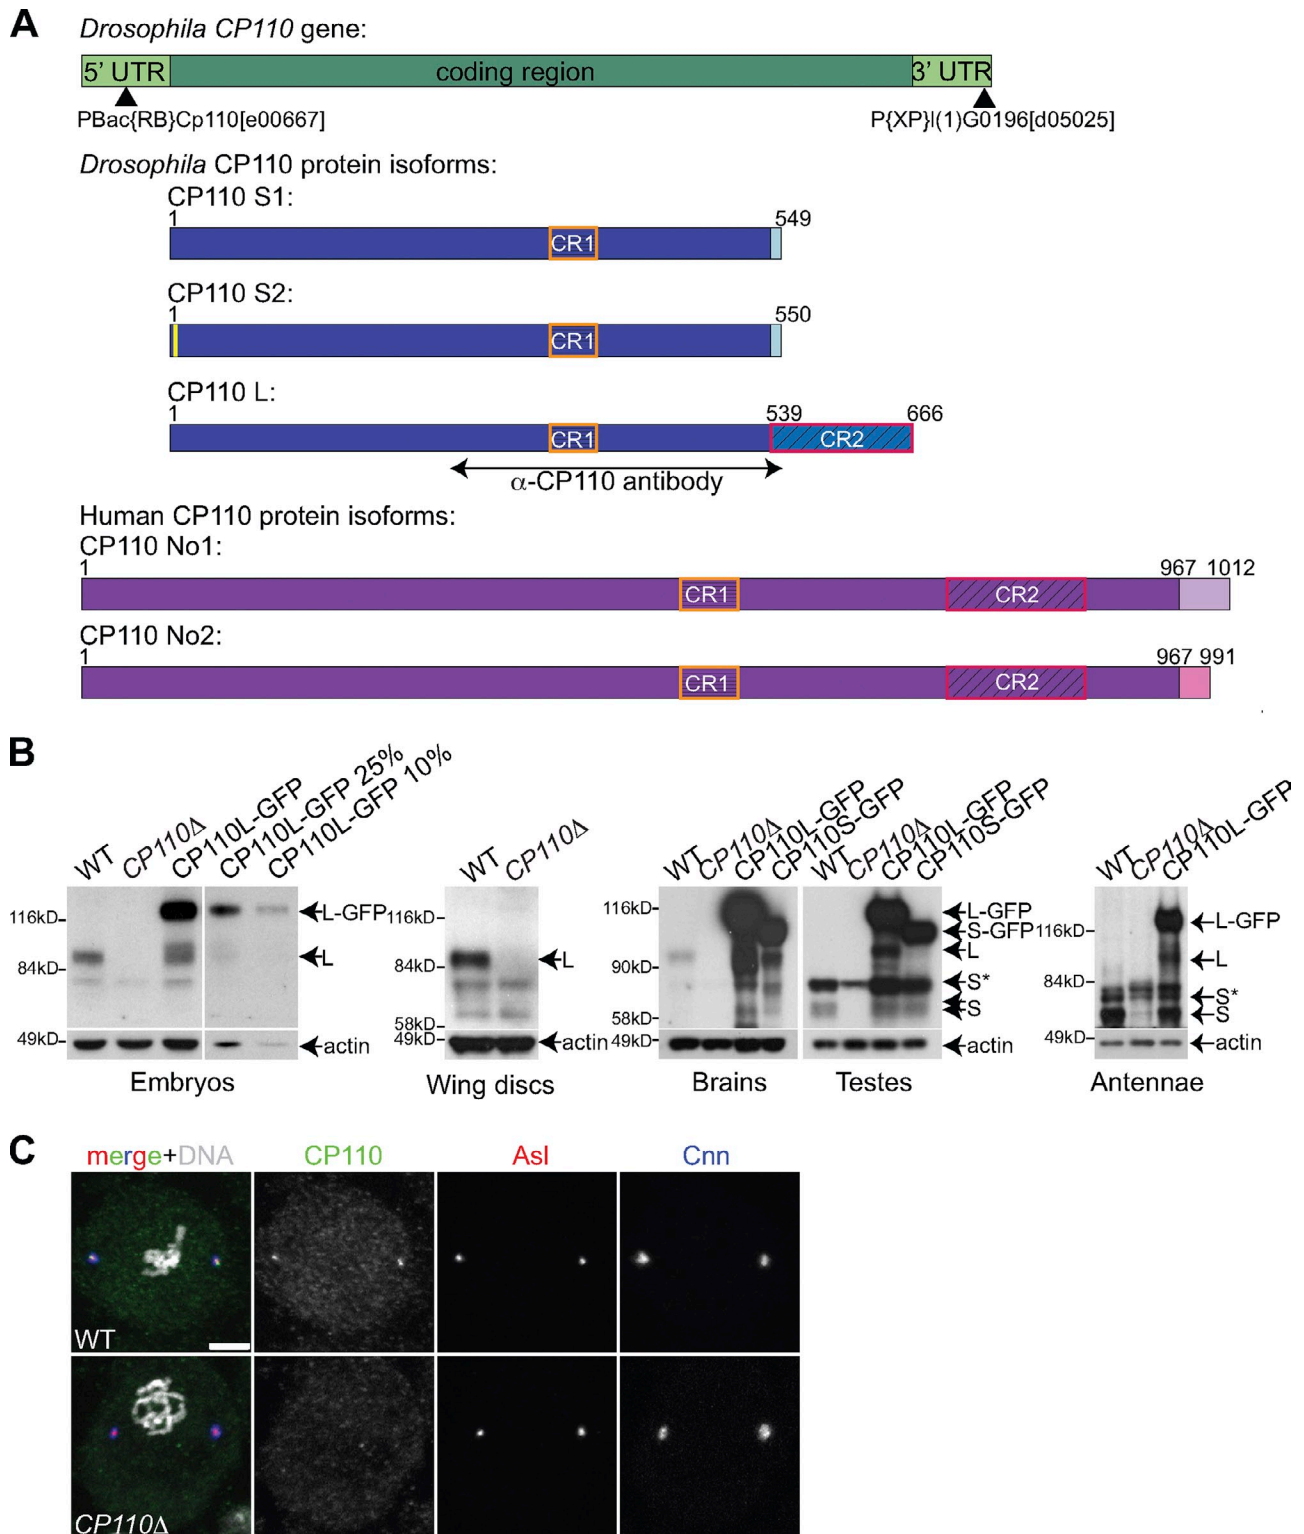 A
Drosophila CP110 gene:
5’ UTR coding region 3’ UTR
PBac{RB}Cp110[e00667] P{XP}l(1)G0196[d05025]
Drosophila CP110 protein isoforms:
CP110 S1:
1 549
CR1
CP110 S2:
1 550
CR1
CP110 L:
1 539 666
CR1 CR2
α-CP110 antibody
Human CP110 protein isoforms:
CP110 No1:
1 967 1012
CR1 CR2
CP110 No2:
1 967 991
CR1 CR2
B
WT CP110Δ CP110L-GFP CP110L-GFP 25% CP110L-GFP 10%
116kD
84kD
49kD
L-GFP
L
actin
Embryos
WT CP110Δ
116kD
84kD
58kD
49kD
L
actin
Wing discs
WT CP110Δ CP110L-GFP CP110S-GFP WT CP110Δ CP110L-GFP CP110S-GFP
116kD
90kD
58kD
49kD
L-GFP
S-GFP
L
S*
S
actin
Brains Testes
WT CP110Δ CP110L-GFP
116kD
84kD
49kD
L-GFP
L
S*
S
actin
Antennae
C
merge+DNA CP110 Asl Cnn
WT
CP110Δ